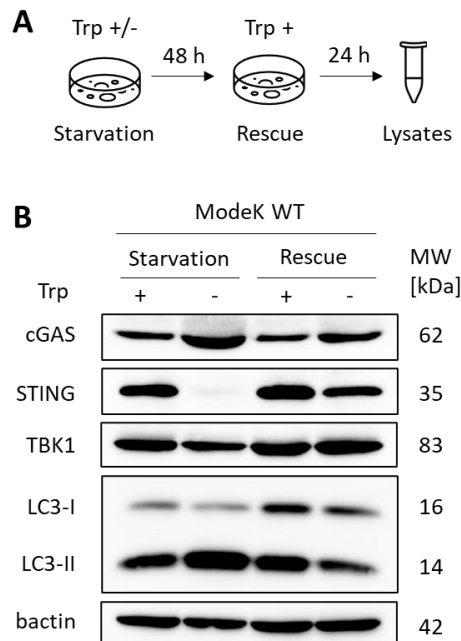 A
Trp +/- 48 h Trp + 24 h
Starvation Rescue Lysates
B
ModeK WT
Starvation Rescue MW
Trp + - + - [kDa]
cGAS 62
STING 35
TBK1 83
LC3-I 16
LC3-II 14
bactin 42